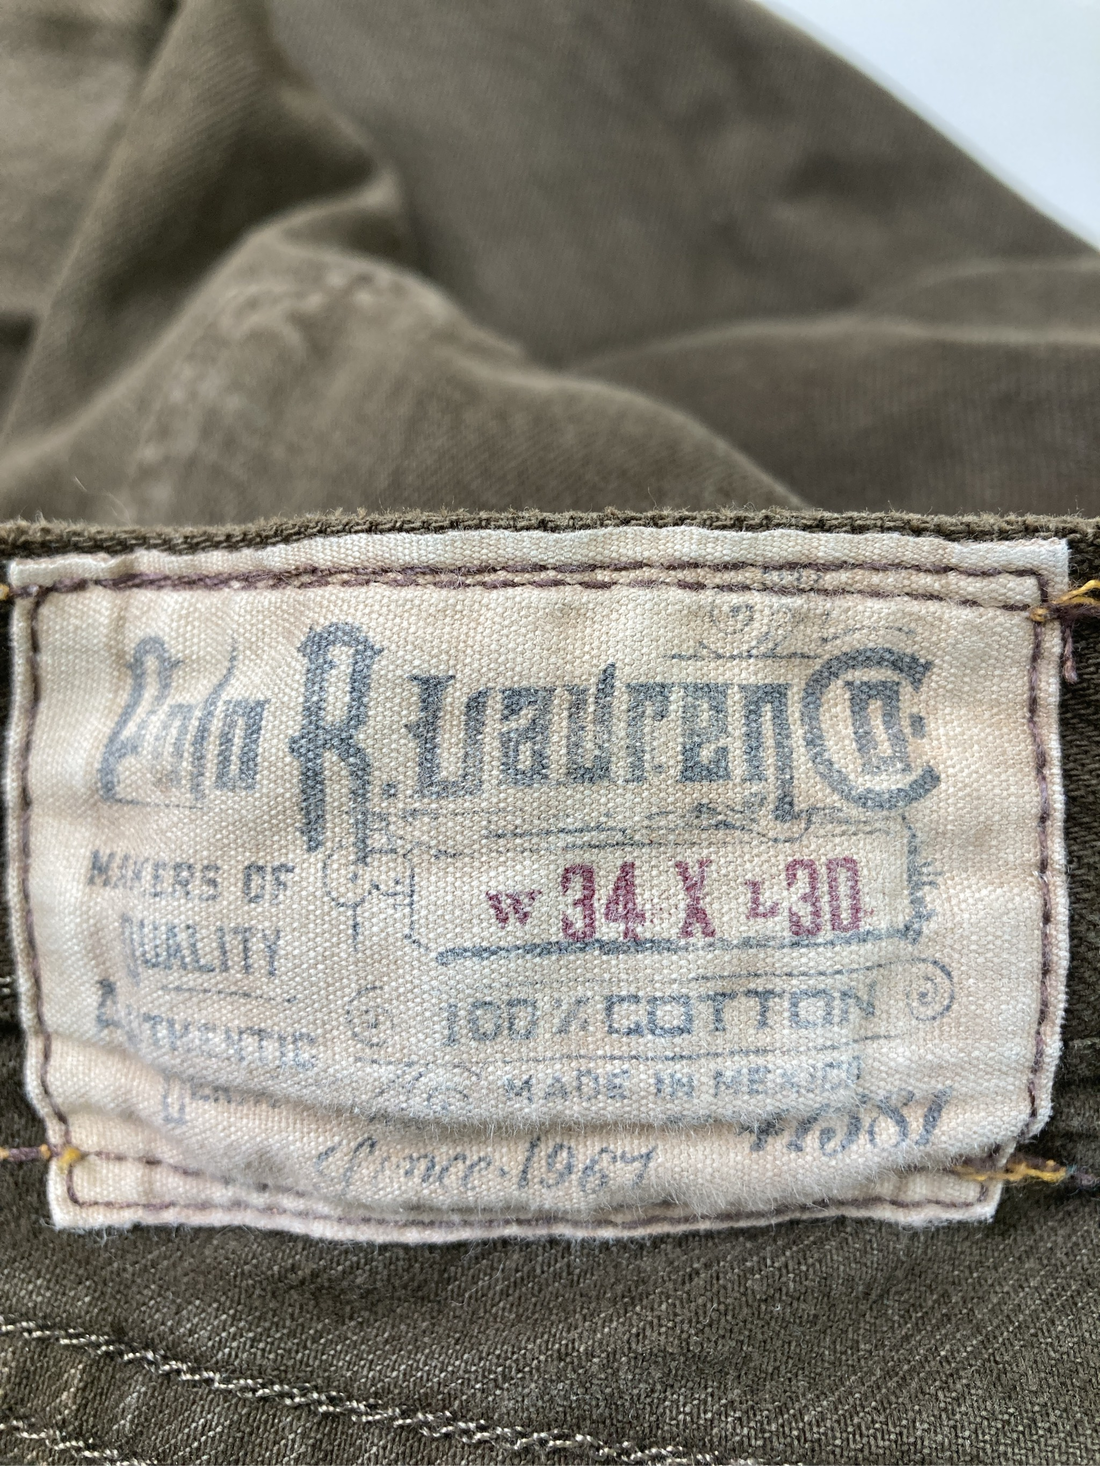 Polo R. Lauren Co.
MAKERS OF
QUALITY
AUTHENTIC
W 34 X L 30
100% COTTON
MADE IN MEXICO
Since 1967